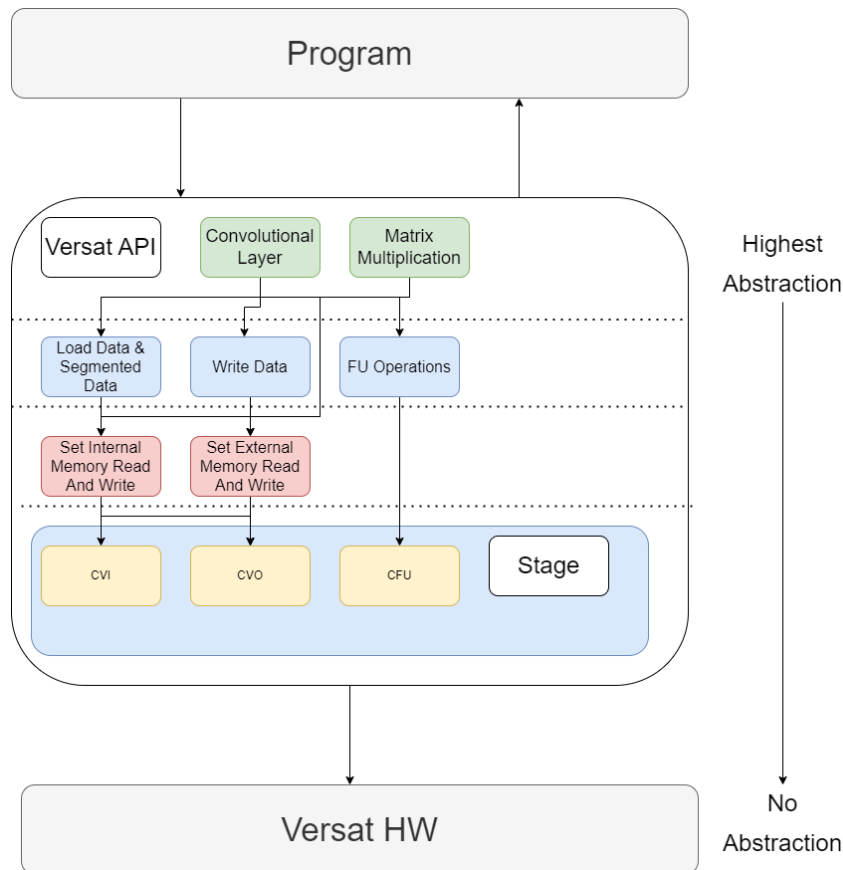 Program
Versat API
Convolutional
Layer
Matrix
Multiplication
Highest
Abstraction
Load Data &
Segmented
Data
Write Data
FU Operations
Set Internal
Memory Read
And Write
Set External
Memory Read
And Write
CVI
CVO
CFU
Stage
Versat HW
No
Abstraction